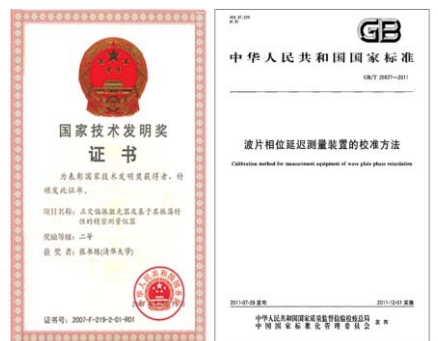 国家技术发明奖
证书
为表彰国家技术发明奖获得者,特
颁发此证书。
项目名称:正交偏振激光器及基于其振荡特
性的精密测量仪器
奖励等级:二等
获奖者:张书练(清华大学)
证书号:2007-F-219-2-01-R01
GB
中华人民共和国国家标准
GB/T 26827—2011
波片相位延迟测量装置的校准方法
Calibration method for measurement equipment of wave plate phase retardation
2011-07-29 发布
2011-12-01 实施
中华人民共和国国家质量监督检验检疫总局
中国国家标准化管理委员会
发布